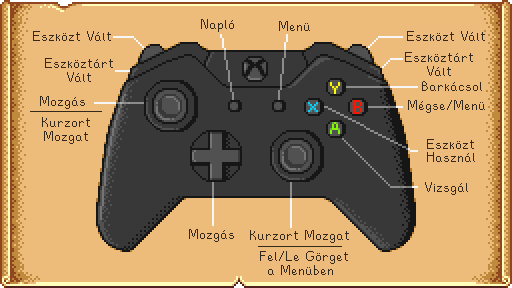 Napló
Menü
Eszközt Vált
Eszköztárt
Vált
Mozgás
Kurzort
Mozgat
Eszközt Vált
Eszköztárt
Vált
Barkácsol
Mégse/Menü
Eszközt
Használ
Vizsgál
Y
X
B
A
Mozgás
Kurzort Mozgat
Fel/Le Görget
a Menüben